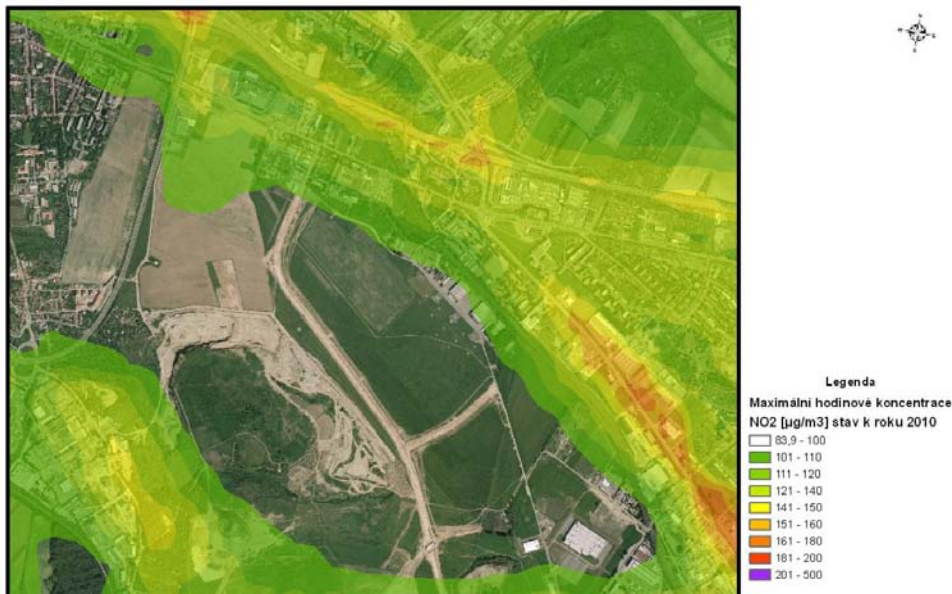 Legenda
Maximální hodinové koncentrace
NO2 [µg/m3] stav k roku 2010
83,9 - 100
101 - 110
111 - 120
121 - 140
141 - 150
151 - 160
161 - 180
181 - 200
201 - 500